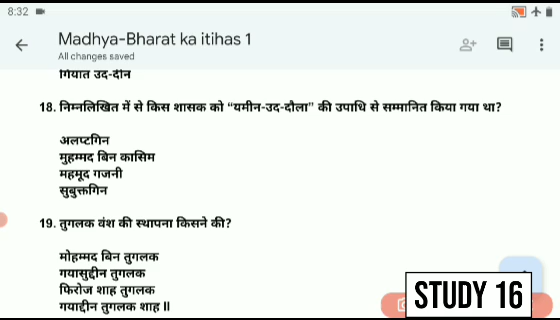 8:32
Madhya-Bharat ka itihas 1
All changes saved
गियात उद-दीन
18. निम्नलिखित में से किस शासक को “यमीन-उद-दौला” की उपाधि से सम्मानित किया गया था?
अलप्टगिन
मुहम्मद बिन कासिम
महमूद गजनी
सुबुक्तगिन
19. तुगलक वंश की स्थापना किसने की?
मोहम्मद बिन तुगलक
गयासुद्दीन तुगलक
फिरोज शाह तुगलक
गयाद्दीन तुगलक शाह II
STUDY 16